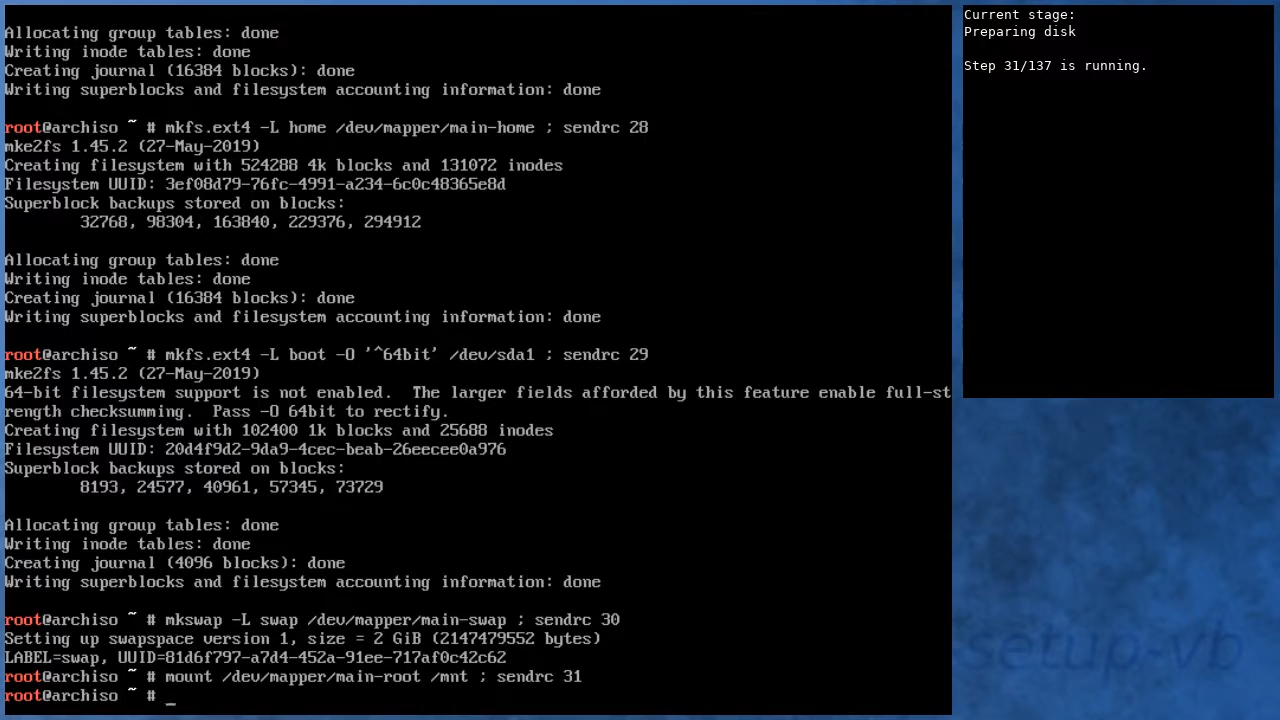 Allocating group tables: done
Writing inode tables: done
Creating journal (16384 blocks): done
Writing superblocks and filesystem accounting information: done
root@archiso ~ # mkfs.ext4 -L home /dev/mapper/main-home ; sendrc 28
mke2fs 1.45.2 (27-May-2019)
Creating filesystem with 524288 4k blocks and 131072 inodes
Filesystem UUID: 3ef08d79-76fc-4991-a234-6c0c48365e8d
Superblock backups stored on blocks:
        32768, 98304, 163840, 229376, 294912
Allocating group tables: done
Writing inode tables: done
Creating journal (16384 blocks): done
Writing superblocks and filesystem accounting information: done
root@archiso ~ # mkfs.ext4 -L boot -O '^64bit' /dev/sda1 ; sendrc 29
mke2fs 1.45.2 (27-May-2019)
64-bit filesystem support is not enabled.  The larger fields afforded by this feature enable full-st
rength checksumming.  Pass -O 64bit to rectify.
Creating filesystem with 102400 1k blocks and 25688 inodes
Filesystem UUID: 20d4f9d2-9da9-4cec-beab-26eecee0a976
Superblock backups stored on blocks:
        8193, 24577, 40961, 57345, 73729
Allocating group tables: done
Writing inode tables: done
Creating journal (4096 blocks): done
Writing superblocks and filesystem accounting information: done
root@archiso ~ # mkswap -L swap /dev/mapper/main-swap ; sendrc 30
Setting up swapspace version 1, size = 2 GiB (2147479552 bytes)
LABEL=swap, UUID=81d6f797-a7d4-452a-91ee-717af0c42c62
root@archiso ~ # mount /dev/mapper/main-root /mnt ; sendrc 31
root@archiso ~ # _
Current stage:
Preparing disk
Step 31/137 is running.
setup-vb